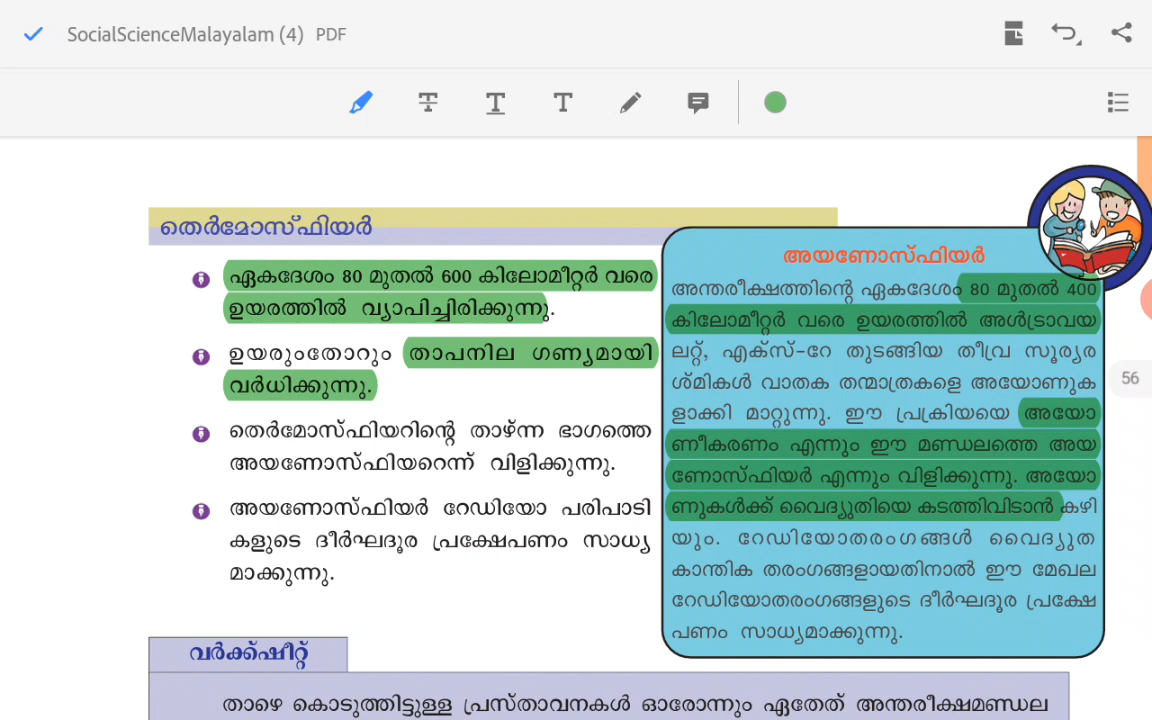 SocialScienceMalayalam (4) PDF
തെർമോസ്ഫിയർ
ഏകദേശം 80 മുതൽ 600 കിലോമീറ്റർ വരെ
ഉയരത്തിൽ വ്യാപിച്ചിരിക്കുന്നു.
ഉയരുംതോറും താപനില ഗണ്യമായി
വർധിക്കുന്നു.
തെർമോസ്ഫിയറിന്റെ താഴ്ന്ന ഭാഗത്തെ
അയണോസ്ഫിയറെന്ന് വിളിക്കുന്നു.
അയണോസ്ഫിയർ റേഡിയോ പരിപാടി
കളുടെ ദീർഘദൂര പ്രക്ഷേപണം സാധ്യ
മാക്കുന്നു.
അയണോസ്ഫിയർ
അന്തരീക്ഷത്തിന്റെ ഏകദേശം 80 മുതൽ 400
കിലോമീറ്റർ വരെ ഉയരത്തിൽ അൾട്രാവയ
ലറ്റ്, എക്സ്-റേ തുടങ്ങിയ തീവ്ര സൂര്യര
ശ്മികൾ വാതക തന്മാത്രകളെ അയോണുക
ളാക്കി മാറ്റുന്നു. ഈ പ്രക്രിയയെ അയോ
ണീകരണം എന്നും ഈ മണ്ഡലത്തെ അയ
ണോസ്ഫിയർ എന്നും വിളിക്കുന്നു. അയോ
ണുകൾക്ക് വൈദ്യുതിയെ കടത്തിവിടാൻ കഴി
യും. റേഡിയോതരംഗങ്ങൾ വൈദ്യുത
കാന്തിക തരംഗങ്ങളായതിനാൽ ഈ മേഖല
റേഡിയോതരംഗങ്ങളുടെ ദീർഘദൂര പ്രക്ഷേ
പണം സാധ്യമാക്കുന്നു.
56
വർക്ക്ഷീറ്റ്
താഴെ കൊടുത്തിട്ടുള്ള പ്രസ്താവനകൾ ഓരോന്നും ഏതേത് അന്തരീക്ഷമണ്ഡല